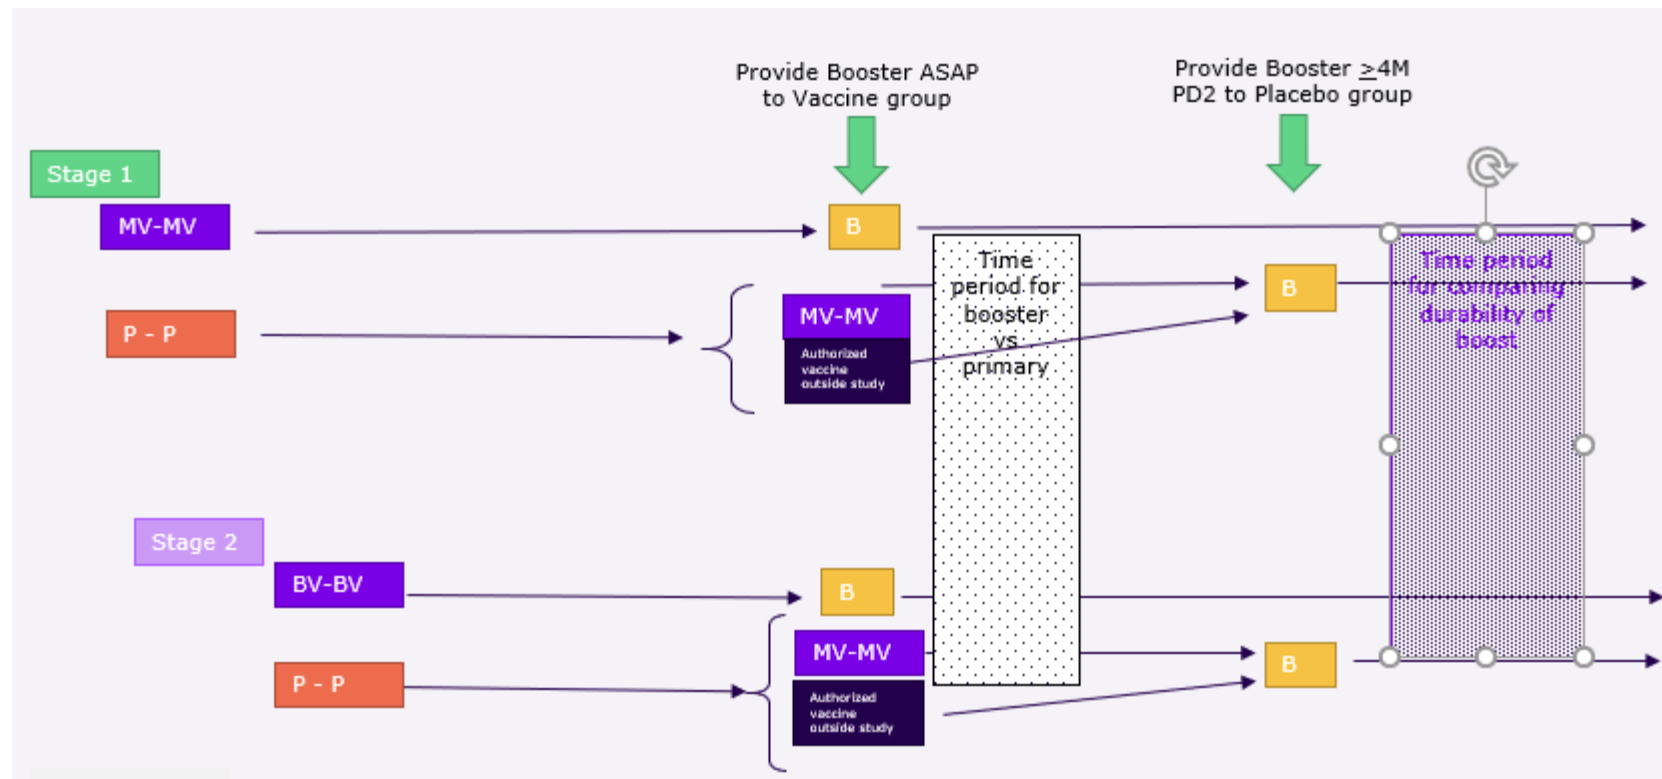 Provide Booster ASAP
to Vaccine group
Provide Booster >4M
PD2 to Placebo group
Stage 1
MV-MV
B
Time
period for
booster
vs
primary
Time period
for comparing
durability of
boost
B
MV-MV
Authorized
vaccine
outside study
P - P
Stage 2
BV-BV
B
MV-MV
B
P - P
Authorized
vaccine
outside study